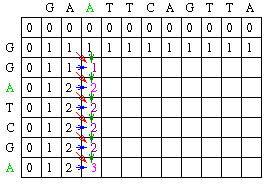 G A A T T C A G T T A
0 0 0 0 0 0 0 0 0 0 0 0
G 0 1 1 1 1 1 1 1 1 1 1 1
G 0 1 1 1
A 0 1 2 2
T 0 1 2 2
C 0 1 2 2
G 0 1 2 2
A 0 1 2 3